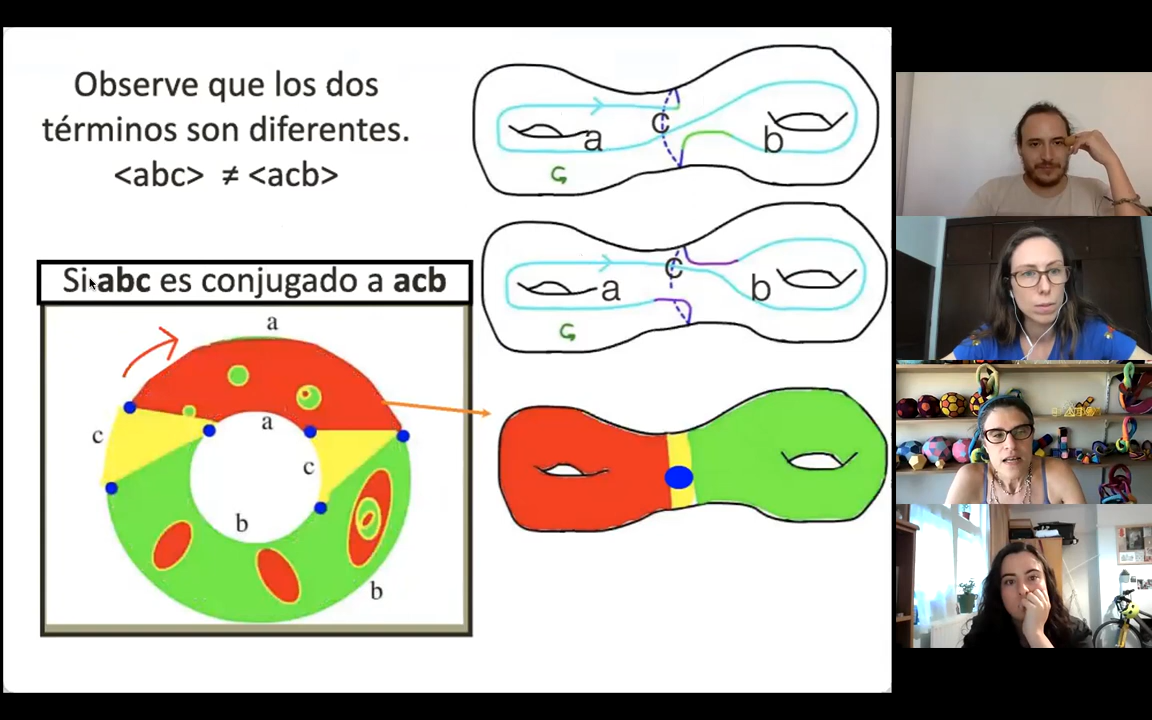 Observe que los dos
términos son diferentes.
<abc> ≠ <acb>
Si abc es conjugado a acb
a
c
a
c
b
b
a
c
b
a
c
b